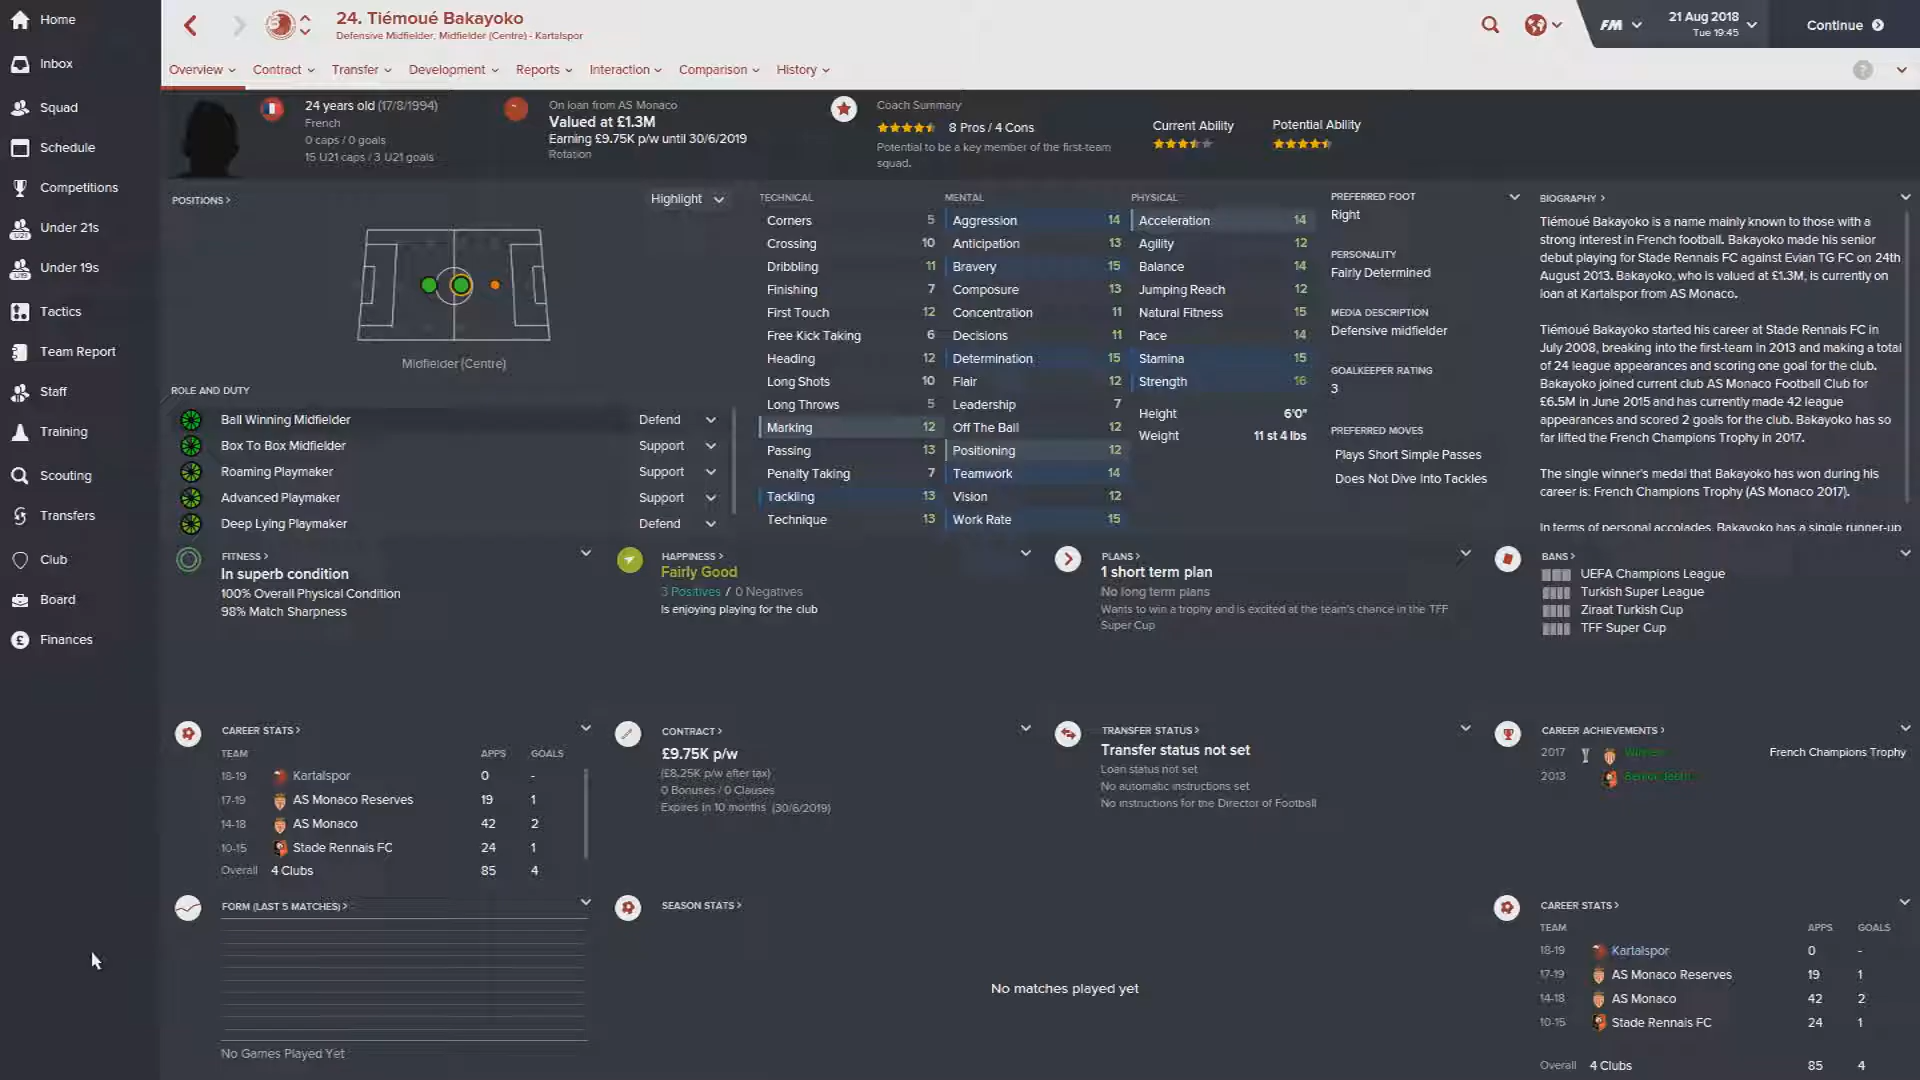 Home
Inbox
Squad
Schedule
Competitions
Under 21s
Under 19s
Tactics
Team Report
Staff
Training
Scouting
Transfers
Club
Board
Finances
24. Tiémoué Bakayoko
Defensive Midfielder, Midfielder (Centre) - Kartalspor
FM
21 Aug 2018
Tue 19:45
Continue
Overview Contract Transfer Development Reports Interaction Comparison History
?
24 years old (17/8/1994)
French
0 caps / 0 goals
15 U21 caps / 3 U21 goals
On loan from AS Monaco
Valued at £1.3M
Earning £9.75K p/w until 30/6/2019
Rotation
Coach Summary
8 Pros / 4 Cons
Potential to be a key member of the first-team
squad.
Current Ability
Potential Ability
POSITIONS >
Highlight
Midfielder (Centre)
ROLE AND DUTY
Ball Winning Midfielder Defend
Box To Box Midfielder Support
Roaming Playmaker Support
Advanced Playmaker Support
Deep Lying Playmaker Defend
TECHNICAL
Corners 5
Crossing 10
Dribbling 11
Finishing 7
First Touch 12
Free Kick Taking 6
Heading 12
Long Shots 10
Long Throws 5
Marking 12
Passing 13
Penalty Taking 7
Tackling 13
Technique 13
MENTAL
Aggression 14
Anticipation 13
Bravery 15
Composure 13
Concentration 11
Decisions 11
Determination 15
Flair 12
Leadership 7
Off The Ball 12
Positioning 12
Teamwork 14
Vision 12
Work Rate 15
PHYSICAL
Acceleration 14
Agility 12
Balance 14
Jumping Reach 12
Natural Fitness 15
Pace 14
Stamina 15
Strength 16
Height 6'0"
Weight 11 st 4 lbs
PREFERRED FOOT
Right
PERSONALITY
Fairly Determined
MEDIA DESCRIPTION
Defensive midfielder
GOALKEEPER RATING
3
PREFERRED MOVES
Plays Short Simple Passes
Does Not Dive Into Tackles
BIOGRAPHY >
Tiémoué Bakayoko is a name mainly known to those with a
strong interest in French football. Bakayoko made his senior
debut playing for Stade Rennais FC against Evian TG FC on 24th
August 2013. Bakayoko, who is valued at £1.3M, is currently on
loan at Kartalspor from AS Monaco.
Tiémoué Bakayoko started his career at Stade Rennais FC in
July 2008, breaking into the first-team in 2013 and making a total
of 24 league appearances and scoring one goal for the club.
Bakayoko joined current club AS Monaco Football Club for
£6.5M in June 2015 and has currently made 42 league
appearances and scored 2 goals for the club. Bakayoko has so
far lifted the French Champions Trophy in 2017.
The single winner's medal that Bakayoko has won during his
career is: French Champions Trophy (AS Monaco 2017).
In terms of personal accolades, Bakayoko has a single runner-up
FITNESS >
In superb condition
100% Overall Physical Condition
98% Match Sharpness
HAPPINESS >
Fairly Good
3 Positives / 0 Negatives
Is enjoying playing for the club
PLANS >
1 short term plan
No long term plans
Wants to win a trophy and is excited at the team's chance in the TFF
Super Cup
BANS >
UEFA Champions League
Turkish Super League
Ziraat Turkish Cup
TFF Super Cup
CAREER STATS >
TEAM APPS GOALS
18-19 Kartalspor 0 -
17-19 AS Monaco Reserves 19 1
14-18 AS Monaco 42 2
10-15 Stade Rennais FC 24 1
Overall 4 Clubs 85 4
CONTRACT >
£9.75K p/w
(£8.25K p/w after tax)
0 Bonuses / 0 Clauses
Expires in 10 months (30/6/2019)
TRANSFER STATUS >
Transfer status not set
Loan status not set
No automatic instructions set
No instructions for the Director of Football
CAREER ACHIEVEMENTS >
2017 French Champions Trophy
2013
FORM (LAST 5 MATCHES) >
No Games Played Yet
SEASON STATS >
No matches played yet
CAREER STATS >
TEAM APPS GOALS
18-19 Kartalspor 0 -
17-19 AS Monaco Reserves 19 1
14-18 AS Monaco 42 2
10-15 Stade Rennais FC 24 1
Overall 4 Clubs 85 4